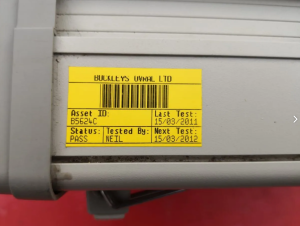 BUCKLEYS UVRAL LTD
Asset ID: Last Test:
B5624C 15/03/2011
Status: Tested By: Next Test:
PASS NEIL 15/03/2012